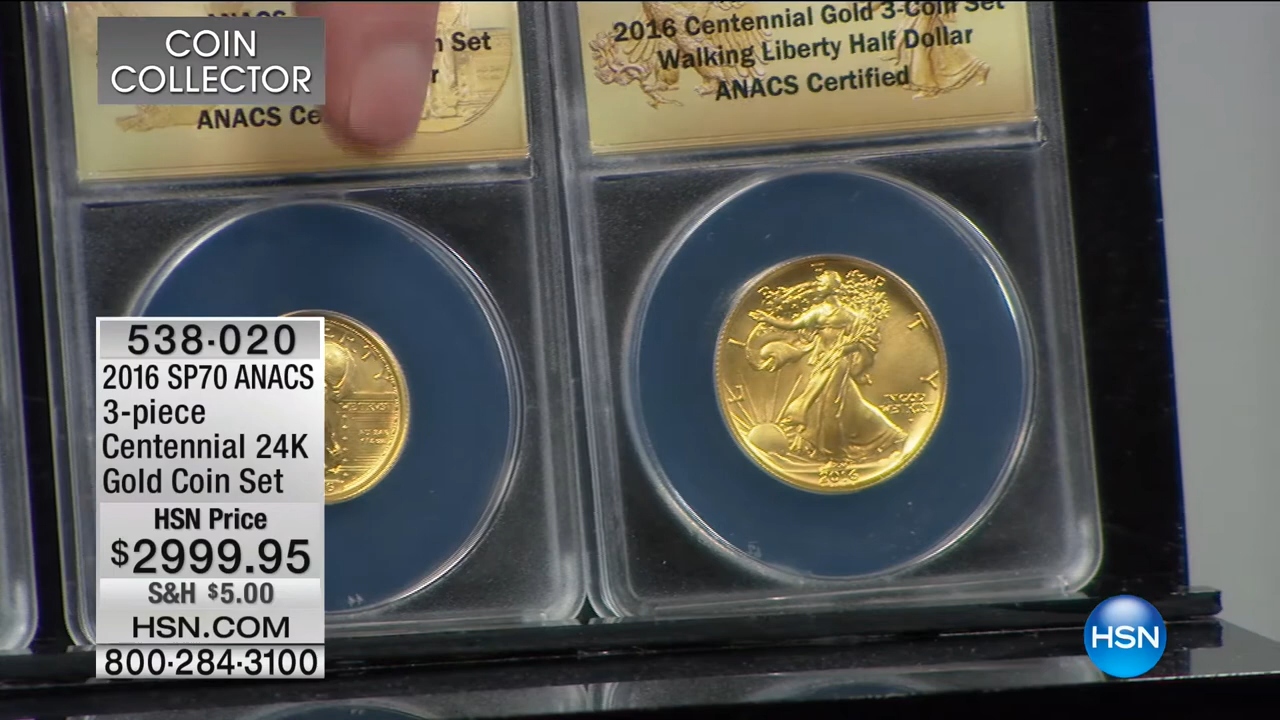 COIN
COLLECTOR
ANACS
n Set
r
ANACS Ce
2016 Centennial Gold 3-Coin Set
Walking Liberty Half Dollar
ANACS Certified
538-020
2016 SP70 ANACS
3-piece
Centennial 24K
Gold Coin Set
HSN Price
$2999.95
S&H $5.00
HSN.COM
800-284-3100
L I
T Y
IN GOD
WE TRUST
2016
HSN